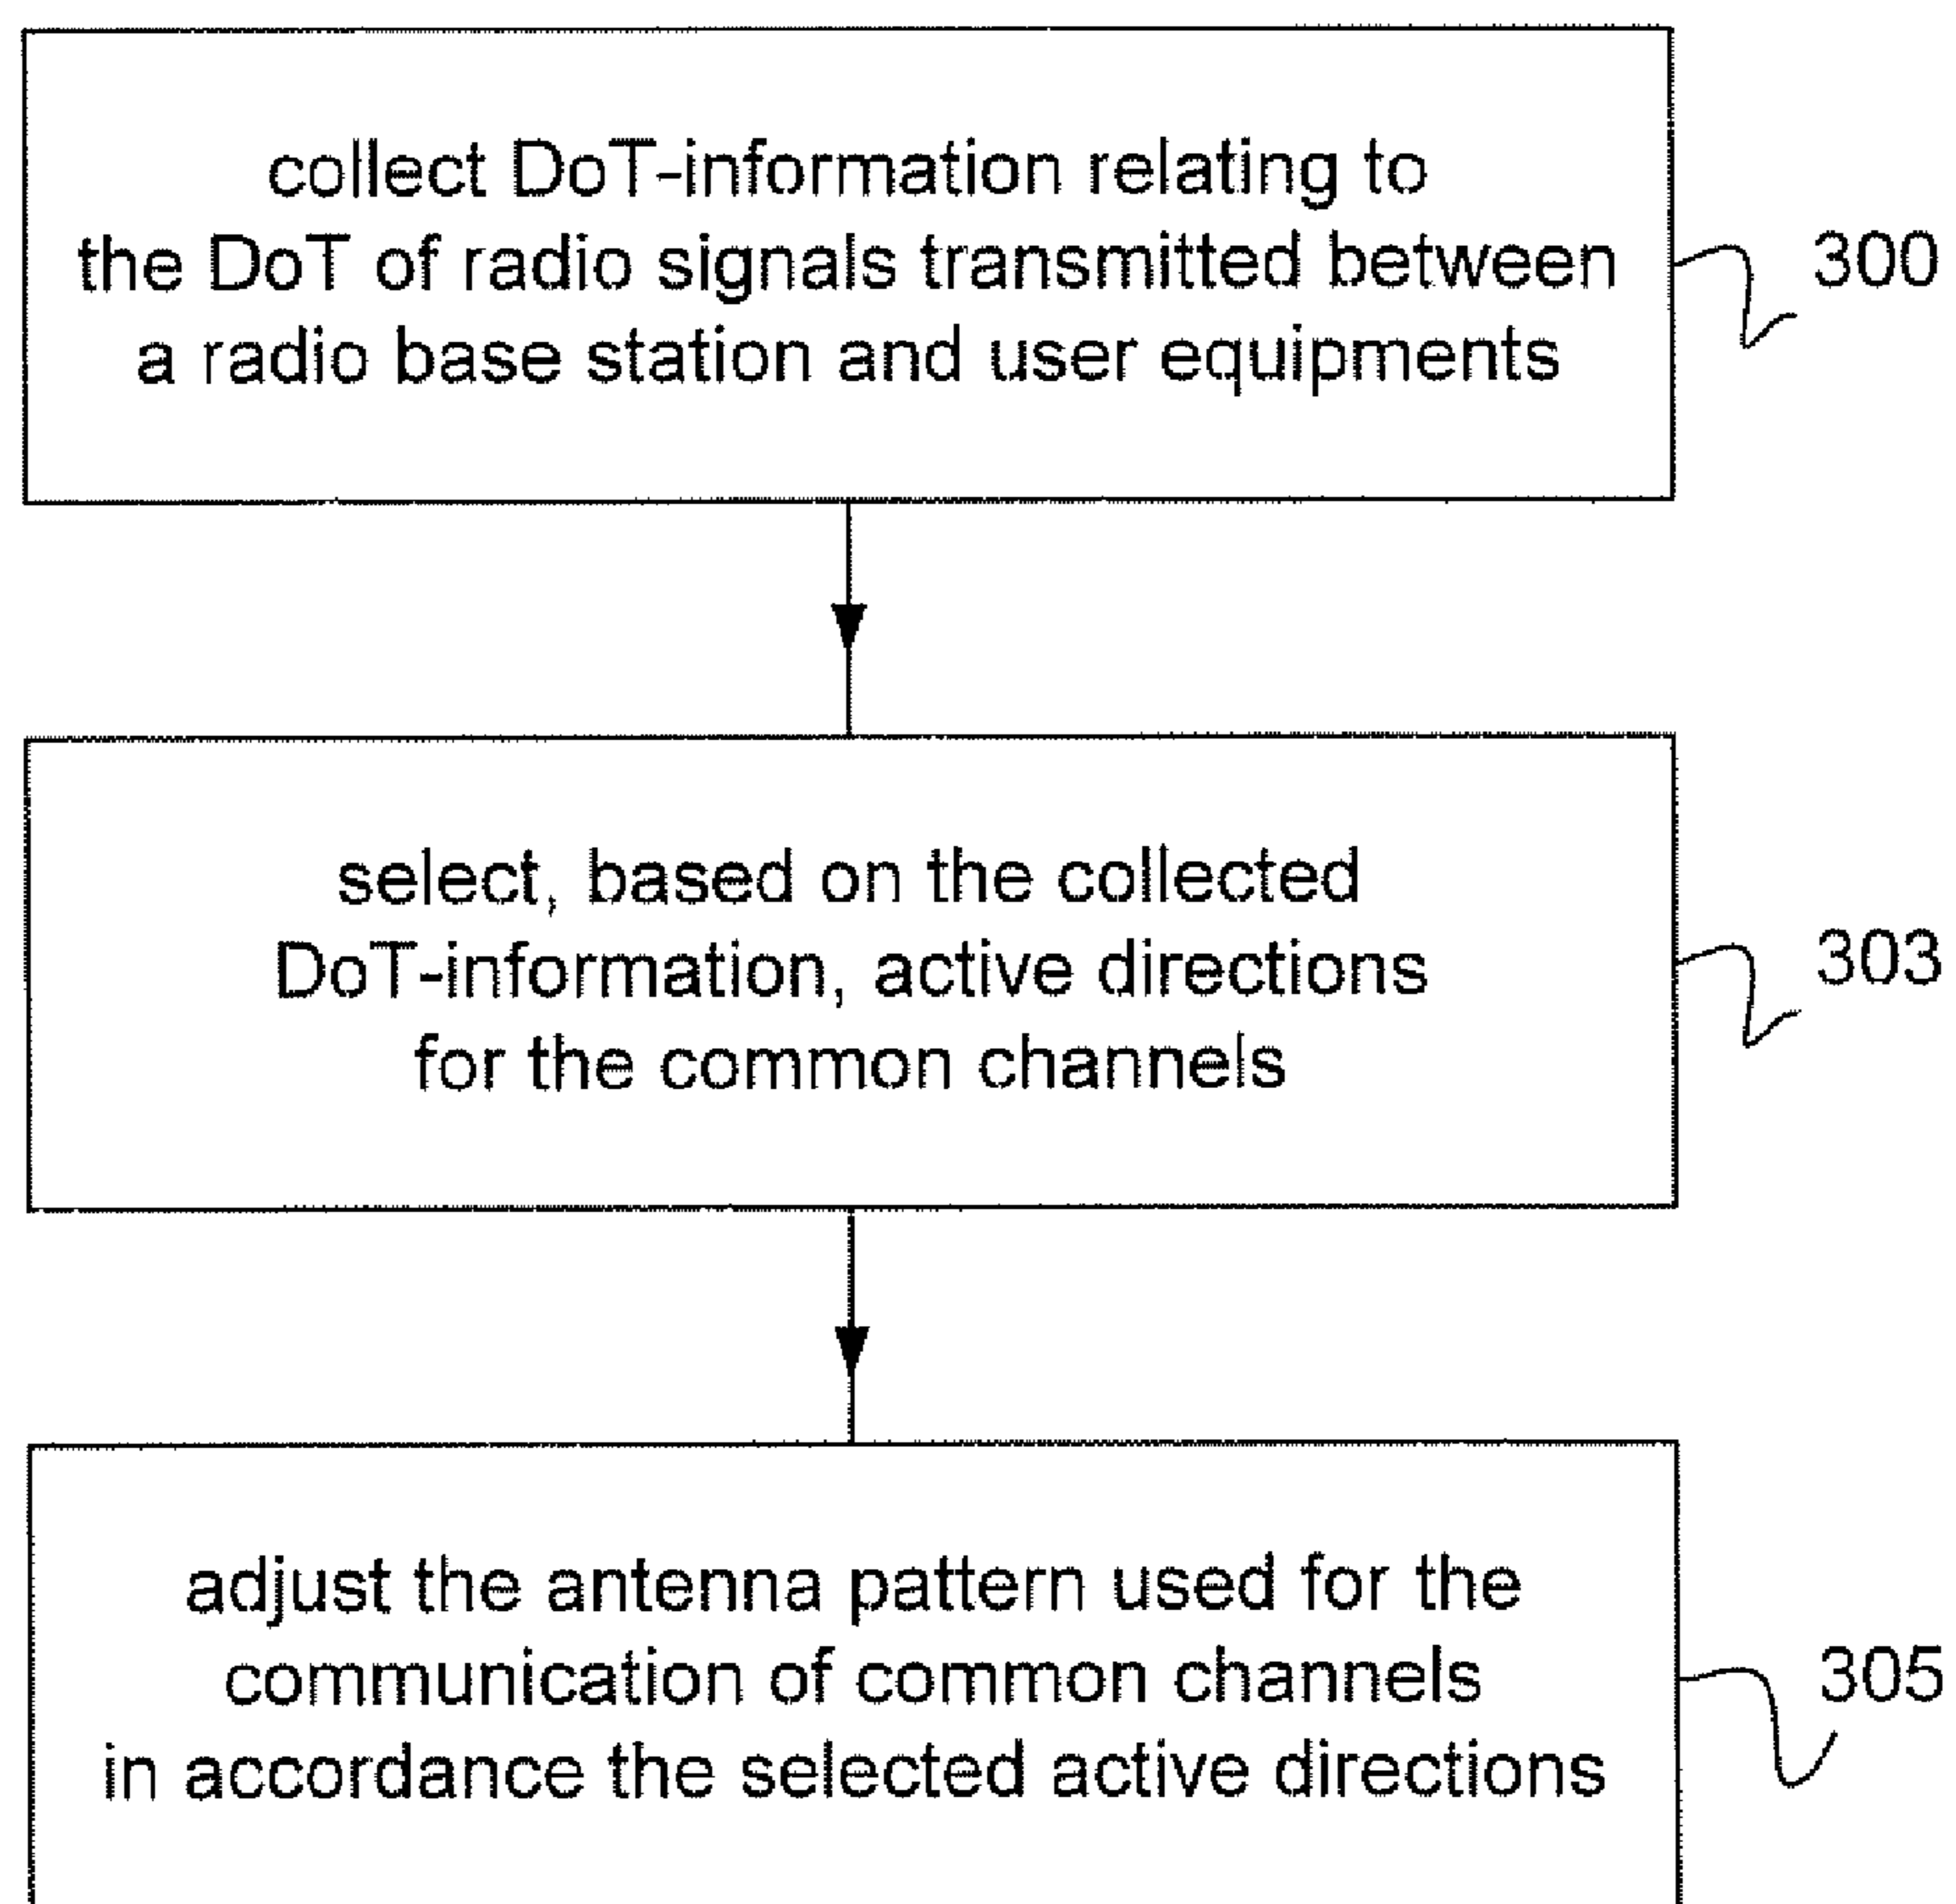 collect DoT-information relating to
the DoT of radio signals transmitted between
a radio base station and user equipments
300
select, based on the collected
DoT-information, active directions
for the common channels
303
adjust the antenna pattern used for the
communication of common channels
in accordance the selected active directions
305